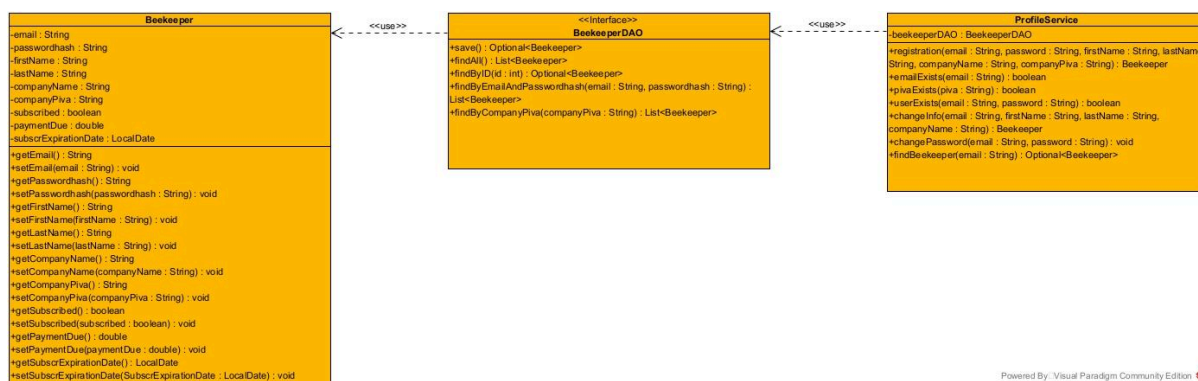 Beekeeper
-email : String
-passwordhash : String
-firstName : String
-lastName : String
-companyName : String
-companyPiva : String
-subscribed : boolean
-paymentDue : double
-subscrExpirationDate : LocalDate
+getEmail() : String
+setEmail(email : String) : void
+getPasswordhash() : String
+setPasswordhash(passwordhash : String) : void
+getFirstName() : String
+setFirstName(firstName : String) : void
+getLastName() : String
+setLastName(lastName : String) : void
+getCompanyName() : String
+setCompanyName(companyName : String) : void
+getCompanyPiva() : String
+setCompanyPiva(companyPiva : String) : void
+getSubscribed() : boolean
+setSubscribed(subscribed : boolean) : void
+getPaymentDue() : double
+setPaymentDue(paymentDue : double) : void
+getSubscrExpirationDate() : LocalDate
+setSubscrExpirationDate(SubscrExpirationDate : LocalDate) : void
<<use>>
<<Interface>>
BeekeeperDAO
+save() : Optional<Beekeeper>
+findAll() : List<Beekeeper>
+findByID(id : int) : Optional<Beekeeper>
+findByEmailAndPasswordhash(email : String, passwordhash : String) :
List<Beekeeper>
+findByCompanyPiva(companyPiva : String) : List<Beekeeper>
<<use>>
ProfileService
-beekeeperDAO : BeekeeperDAO
+registration(email : String, password : String, firstName : String, lastName
String, companyName : String, companyPiva : String) : Beekeeper
+emailExists(email : String) : boolean
+pivaExists(piva : String) : boolean
+userExists(email : String, password : String) : boolean
+changeInfo(email : String, firstName : String, lastName : String,
companyName : String) : Beekeeper
+changePassword(email : String, password : String) : void
+findBeekeeper(email : String) : Optional<Beekeeper>
Powered By Visual Paradigm Community Edition